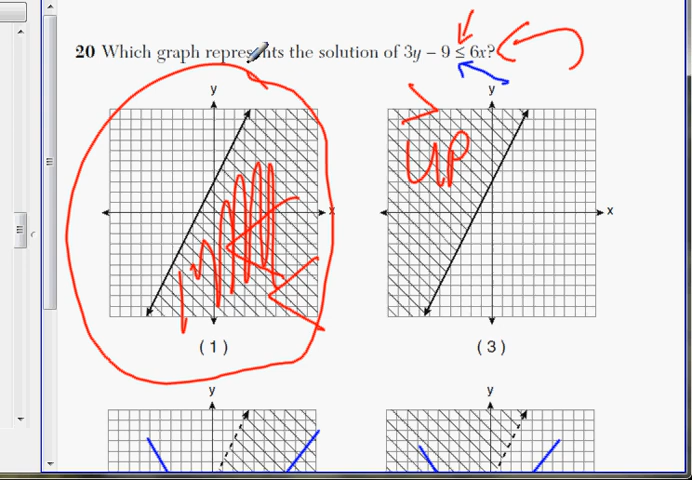 20 Which graph represents the solution of 3y – 9 ≤ 6x?
y
y
>
UP
x
x
<
<
(1)
(3)
y
y